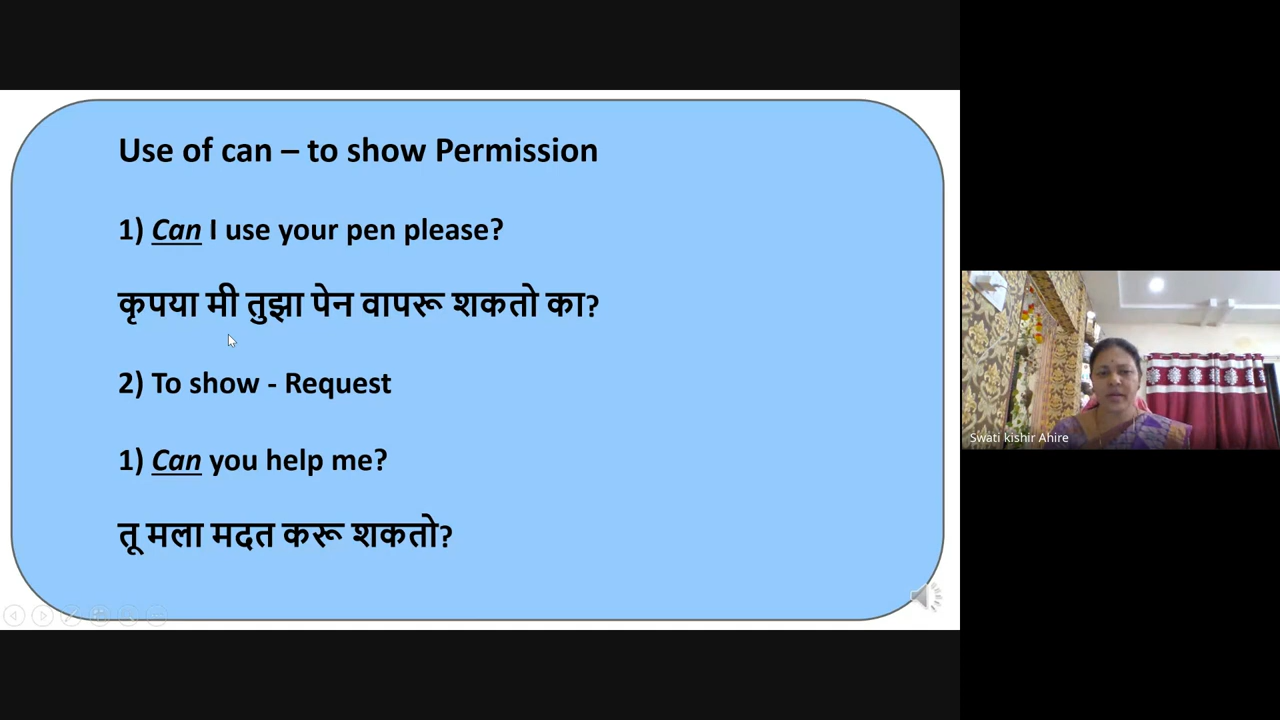 Use of can – to show Permission
1) Can I use your pen please?
कृपया मी तुझा पेन वापरू शकतो का?
2) To show - Request
1) Can you help me?
तू मला मदत करू शकतो?
Swati kishir Ahire